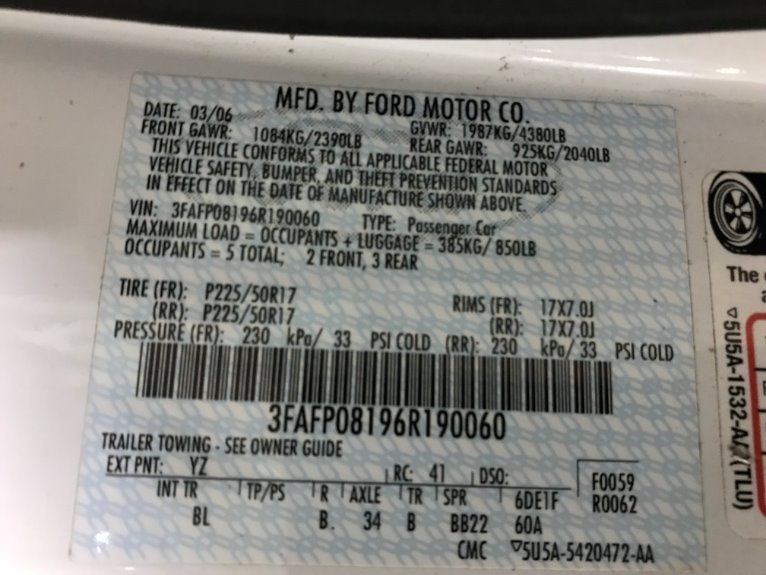 MFD. BY FORD MOTOR CO.
DATE: 03/06 GVWR: 1987KG/4380LB
FRONT GAWR: 1084KG/2390LB REAR GAWR: 925KG/2040LB
THIS VEHICLE CONFORMS TO ALL APPLICABLE FEDERAL MOTOR
VEHICLE SAFETY, BUMPER, AND THEFT PREVENTION STANDARDS
IN EFFECT ON THE DATE OF MANUFACTURE SHOWN ABOVE.
VIN: 3FAFP08196R190060 TYPE: Passenger Car
MAXIMUM LOAD = OCCUPANTS + LUGGAGE = 385KG/ 850LB
OCCUPANTS = 5 TOTAL; 2 FRONT, 3 REAR
TIRE (FR): P225/50R17 RIMS (FR): 17X7.0J
(RR): P225/50R17 (RR): 17X7.0J
PRESSURE (FR): 230 kPa/ 33 PSI COLD (RR): 230 kPa/ 33 PSI COLD
3FAFP08196R190060
TRAILER TOWING - SEE OWNER GUIDE
EXT PNT: YZ RC: 41 DSO: F0059
INT TR TP/PS R AXLE TR SPR 6DE1F R0062
BL B. 34 B BB22 60A
CMC ▽5U5A-5420472-AA
The